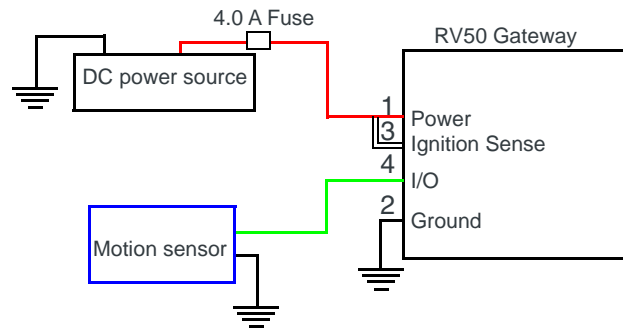 4.0 A Fuse
RV50 Gateway
DC power source
1
Power
3
Ignition Sense
4
I/O
2
Ground
Motion sensor